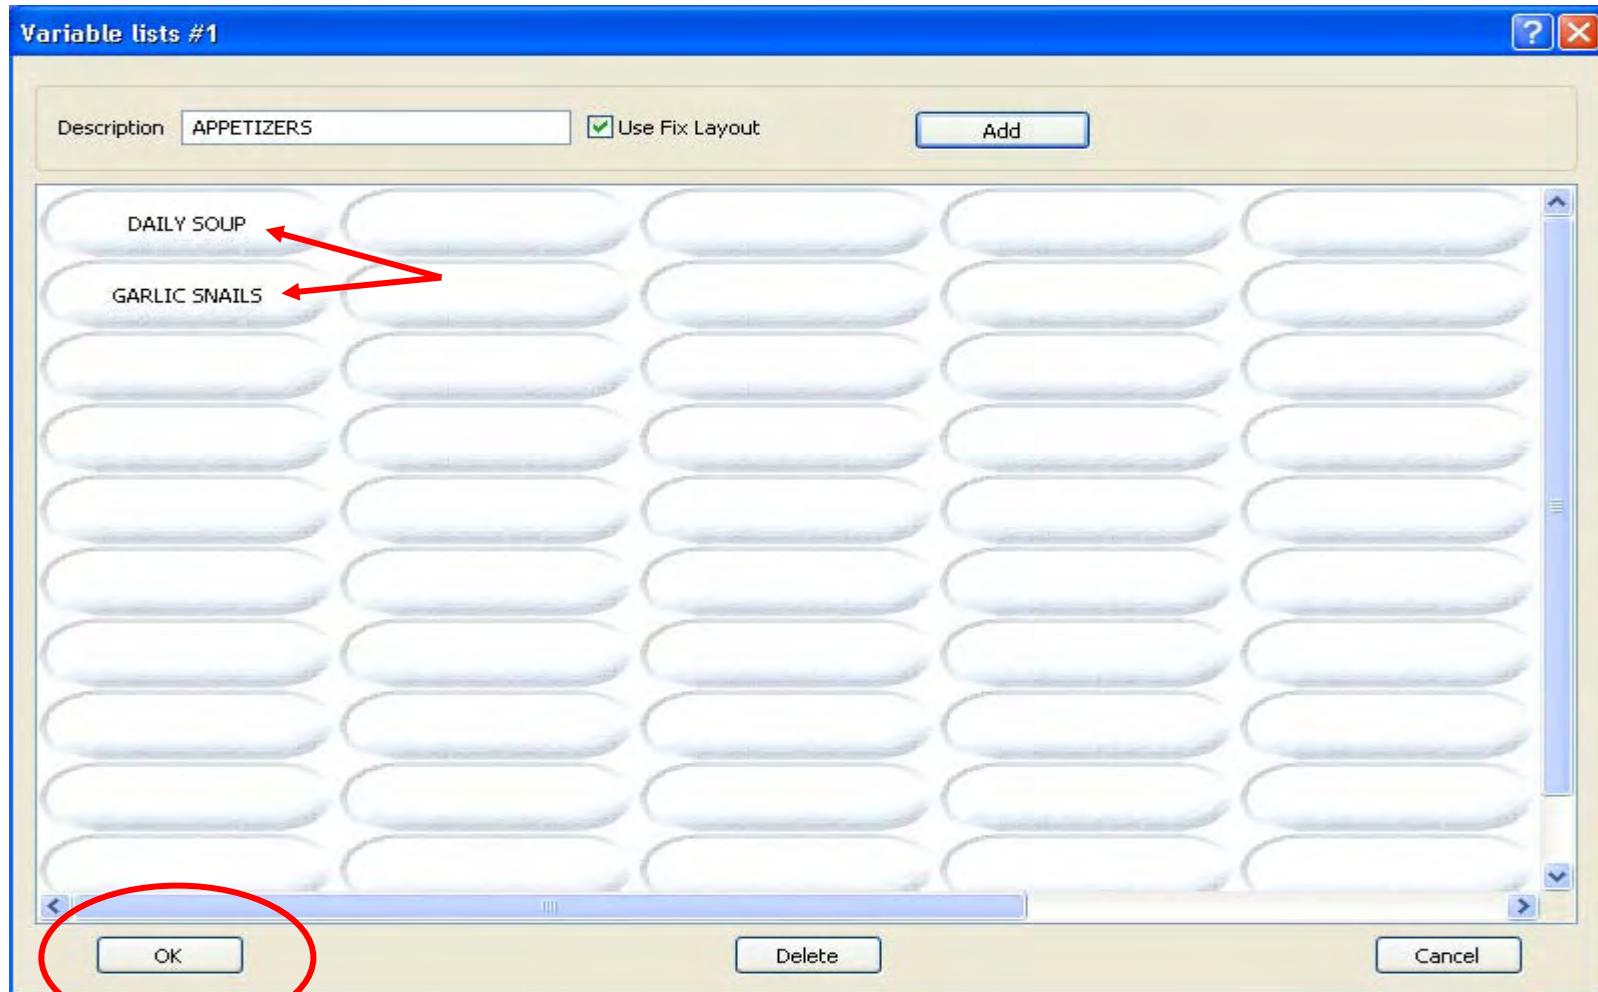 Variable lists #1
Description APPETIZERS Use Fix Layout Add
DAILY SOUP
GARLIC SNAILS
OK Delete Cancel